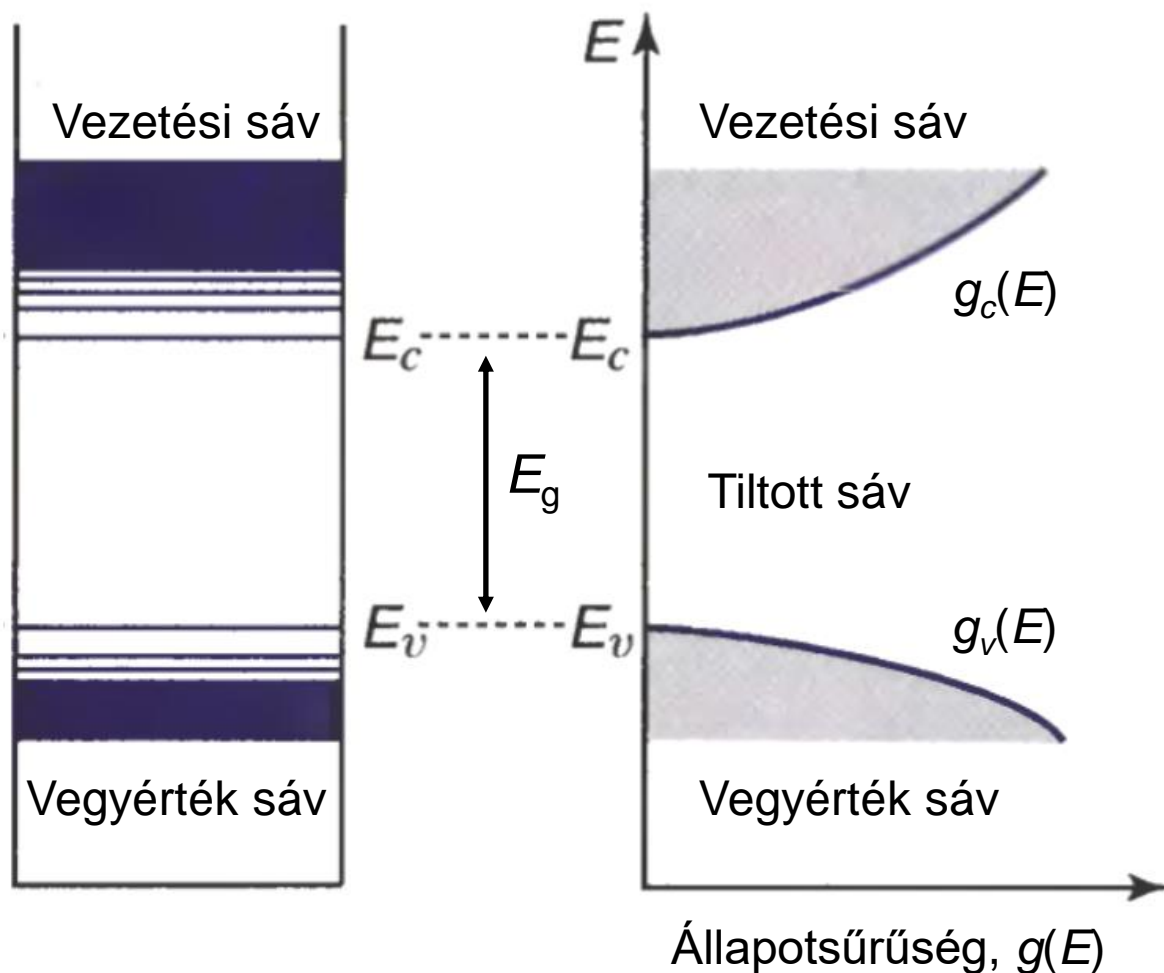 E
Vezetési sáv
Vezetési sáv
g_c(E)
E_c
E_c
E_g
Tiltott sáv
E_v
E_v
g_v(E)
Vegyérték sáv
Vegyérték sáv
Állapotsűrűség, g(E)